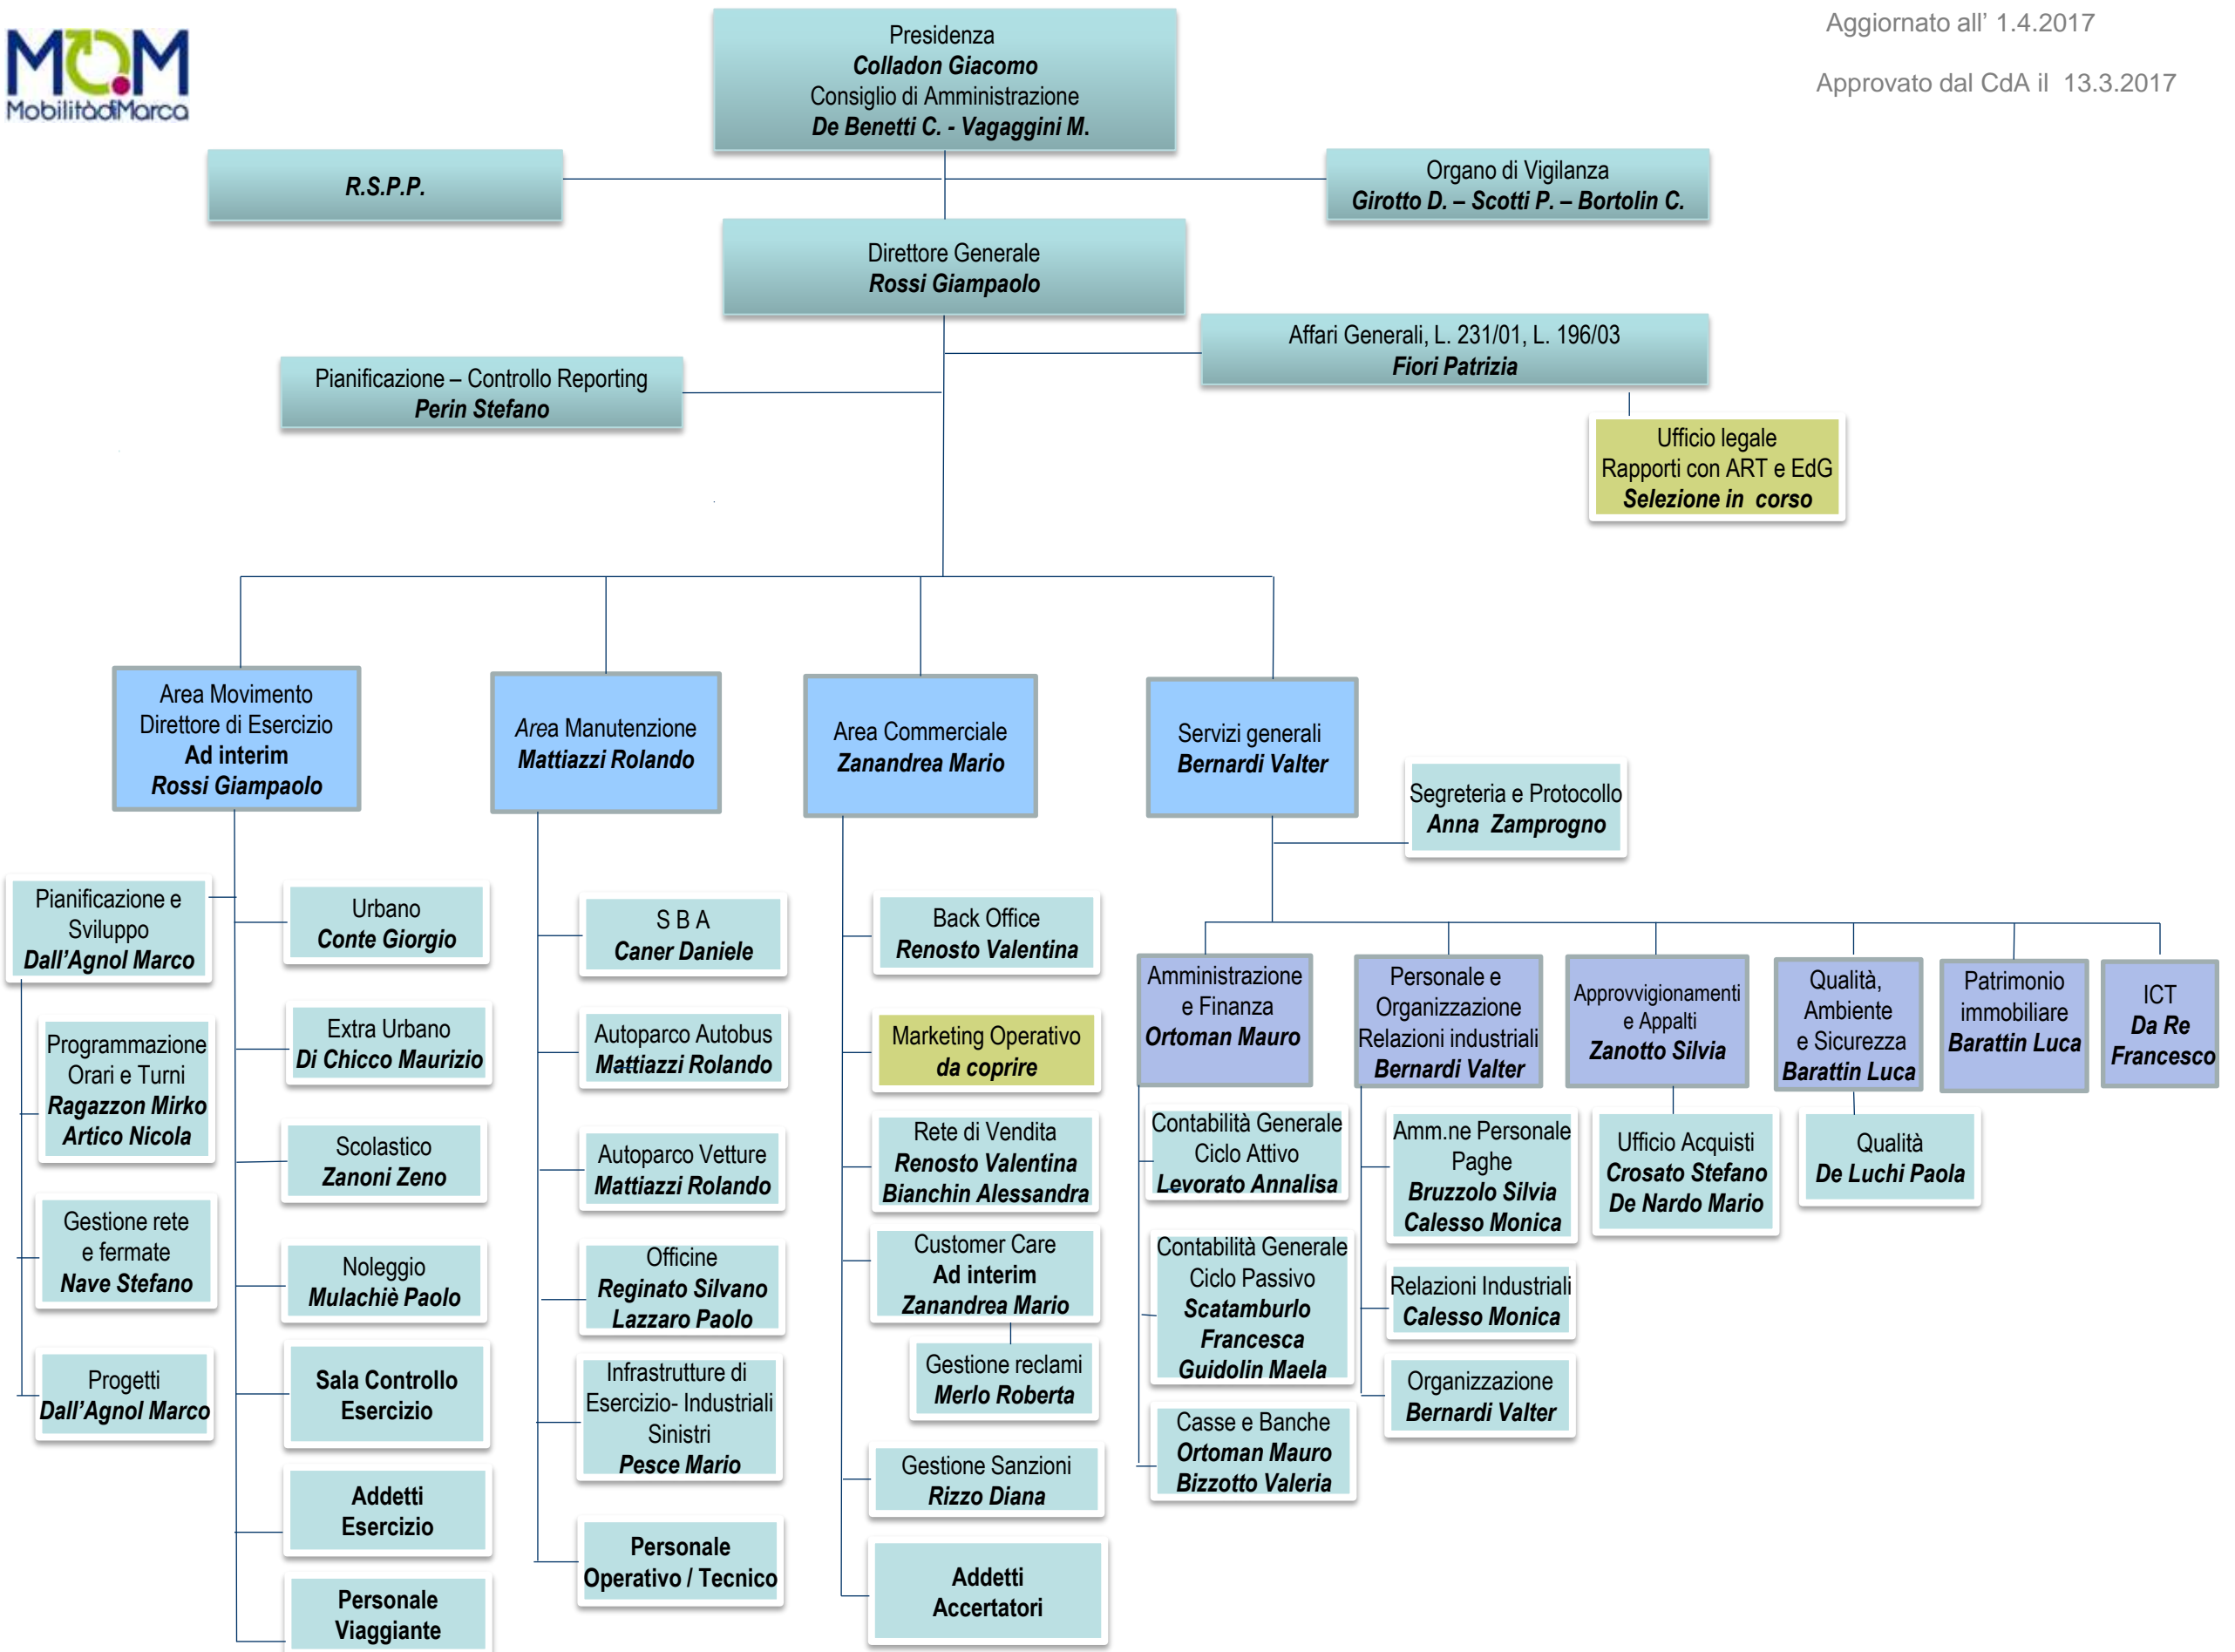 MOM
MobilitàdiMarca
Aggiornato all' 1.4.2017
Approvato dal CdA il 13.3.2017
Presidenza
Colladon Giacomo
Consiglio di Amministrazione
De Benetti C. - Vagaggini M.
R.S.P.P.
Organo di Vigilanza
Girotto D. – Scotti P. – Bortolin C.
Direttore Generale
Rossi Giampaolo
Affari Generali, L. 231/01, L. 196/03
Fiori Patrizia
Pianificazione – Controllo Reporting
Perin Stefano
Ufficio legale
Rapporti con ART e EdG
Selezione in corso
Area Movimento
Direttore di Esercizio
Ad interim
Rossi Giampaolo
Area Manutenzione
Mattiazzi Rolando
Area Commerciale
Zanandrea Mario
Servizi generali
Bernardi Valter
Segreteria e Protocollo
Anna Zamprogno
Pianificazione e
Sviluppo
Dall'Agnol Marco
Programmazione
Orari e Turni
Ragazzon Mirko
Artico Nicola
Gestione rete
e fermate
Nave Stefano
Progetti
Dall'Agnol Marco
Urbano
Conte Giorgio
Extra Urbano
Di Chicco Maurizio
Scolastico
Zanoni Zeno
Noleggio
Mulachiè Paolo
Sala Controllo
Esercizio
Addetti
Esercizio
Personale
Viaggiante
S B A
Caner Daniele
Autoparco Autobus
Mattiazzi Rolando
Autoparco Vetture
Mattiazzi Rolando
Officine
Reginato Silvano
Lazzaro Paolo
Infrastrutture di
Esercizio- Industriali
Sinistri
Pesce Mario
Personale
Operativo / Tecnico
Back Office
Renosto Valentina
Marketing Operativo
da coprire
Rete di Vendita
Renosto Valentina
Bianchin Alessandra
Customer Care
Ad interim
Zanandrea Mario
Gestione reclami
Merlo Roberta
Gestione Sanzioni
Rizzo Diana
Addetti
Accertatori
Amministrazione
e Finanza
Ortoman Mauro
Contabilità Generale
Ciclo Attivo
Levorato Annalisa
Contabilità Generale
Ciclo Passivo
Scatamburlo
Francesca
Guidolin Maela
Casse e Banche
Ortoman Mauro
Bizzotto Valeria
Personale e
Organizzazione
Relazioni industriali
Bernardi Valter
Amm.ne Personale
Paghe
Bruzzolo Silvia
Calesso Monica
Relazioni Industriali
Calesso Monica
Organizzazione
Bernardi Valter
Approvvigionamenti
e Appalti
Zanotto Silvia
Ufficio Acquisti
Crosato Stefano
De Nardo Mario
Qualità,
Ambiente
e Sicurezza
Barattin Luca
Qualità
De Luchi Paola
Patrimonio
immobiliare
Barattin Luca
ICT
Da Re
Francesco